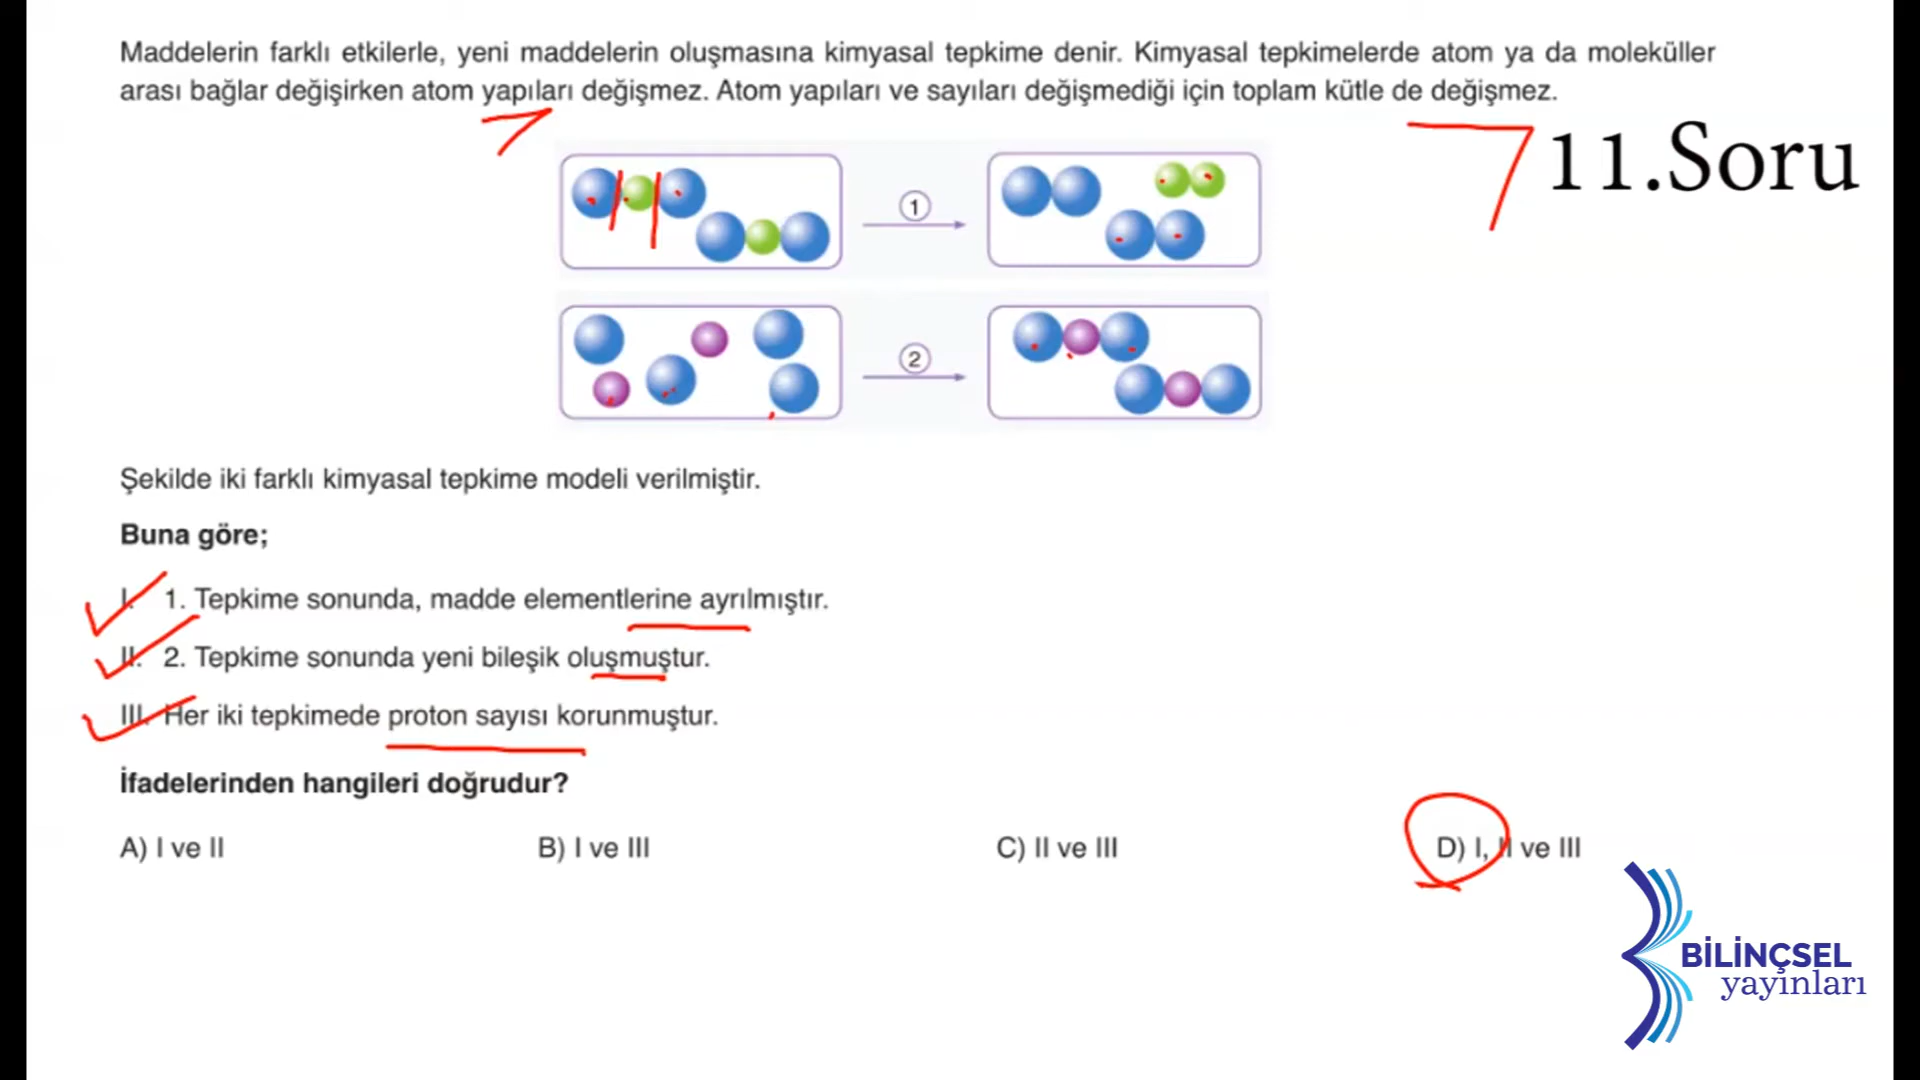 Maddelerin farklı etkilerle, yeni maddelerin oluşmasına kimyasal tepkime denir. Kimyasal tepkimelerde atom ya da moleküller
arası bağlar değişirken atom yapıları değişmez. Atom yapıları ve sayıları değişmediği için toplam kütle de değişmez.
11.Soru
1
2
Şekilde iki farklı kimyasal tepkime modeli verilmiştir.
Buna göre;
I. 1. Tepkime sonunda, madde elementlerine ayrılmıştır.
II. 2. Tepkime sonunda yeni bileşik oluşmuştur.
III. Her iki tepkimede proton sayısı korunmuştur.
İfadelerinden hangileri doğrudur?
A) I ve II B) I ve III C) II ve III D) I, II ve III
BİLİNÇSEL
yayınları